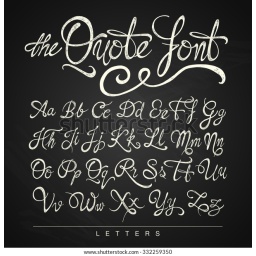 the Quote font
Aa Bb Cc Dd Ee Ff Gg
Hh Ii Jj Kk Ll Mm Nn
Oo Pp Qq Rr Ss Tt Uu
Vv Ww Xx Yy Zz
LETTERS
shutterstock
www.shutterstock.com · 332259350